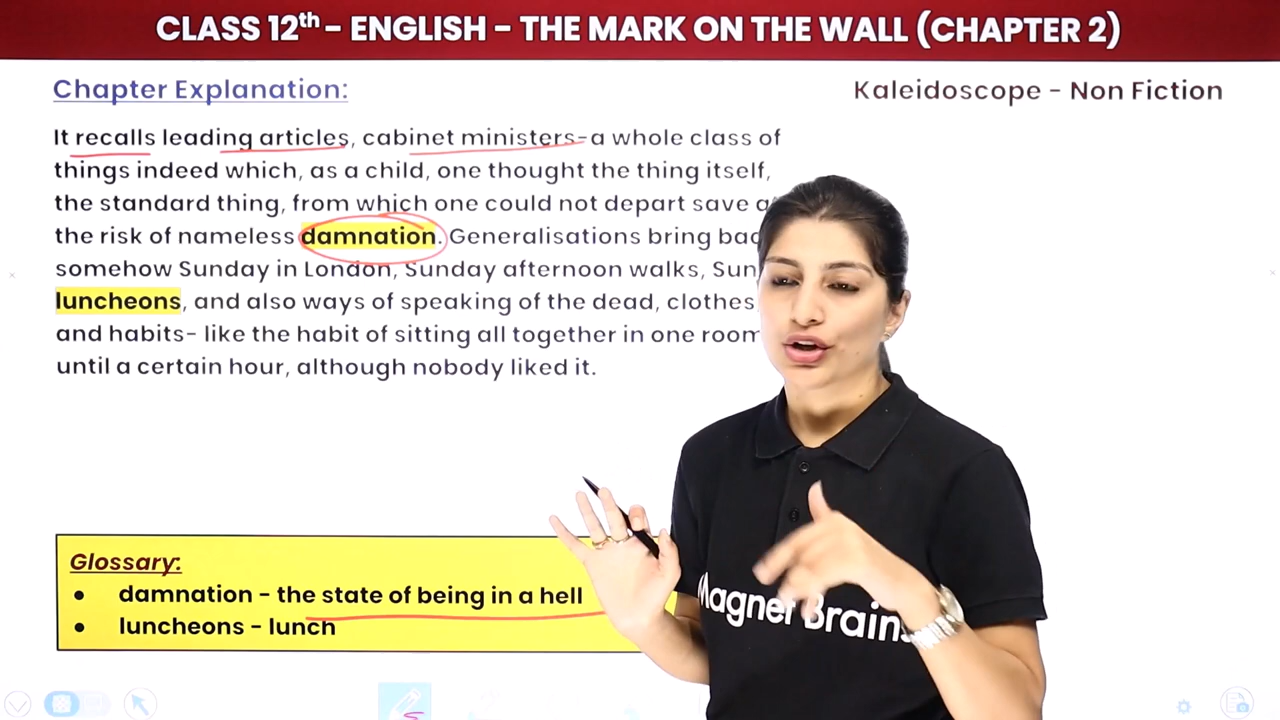 CLASS 12th - ENGLISH - THE MARK ON THE WALL (CHAPTER 2)
Chapter Explanation:
Kaleidoscope - Non Fiction
It recalls leading articles, cabinet ministers-a whole class of
things indeed which, as a child, one thought the thing itself,
the standard thing, from which one could not depart save
the risk of nameless damnation. Generalisations bring
somehow Sunday in London, Sunday afternoon walks,
luncheons, and also ways of speaking of the dead, clothes,
and habits- like the habit of sitting all together in one room
until a certain hour, although nobody liked it.
Glossary:
• damnation - the state of being in a hell
• luncheons - lunch
Magnet Brains